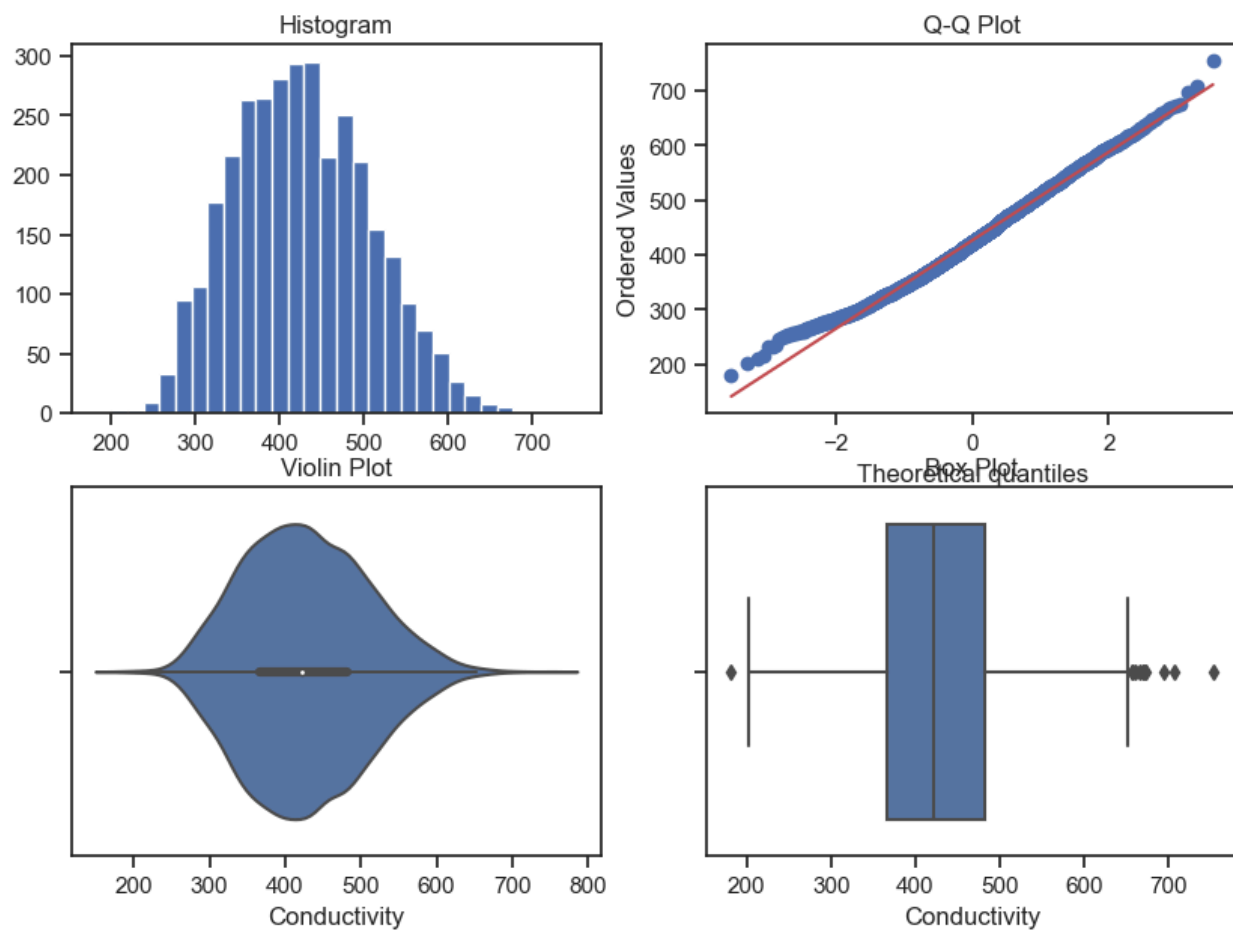 Histogram
300
250
200
150
100
50
0
200 300 400 500 600 700
Q-Q Plot
Ordered Values
700
600
500
400
300
200
−2 0 2
Theoretical quantiles
Violin Plot
200 300 400 500 600 700 800
Conductivity
Box Plot
200 300 400 500 600 700
Conductivity